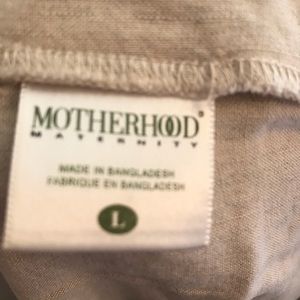 MOTHERHOOD®
MATERNITY
MADE IN BANGLADESH
FABRIQUE EN BANGLADESH
L